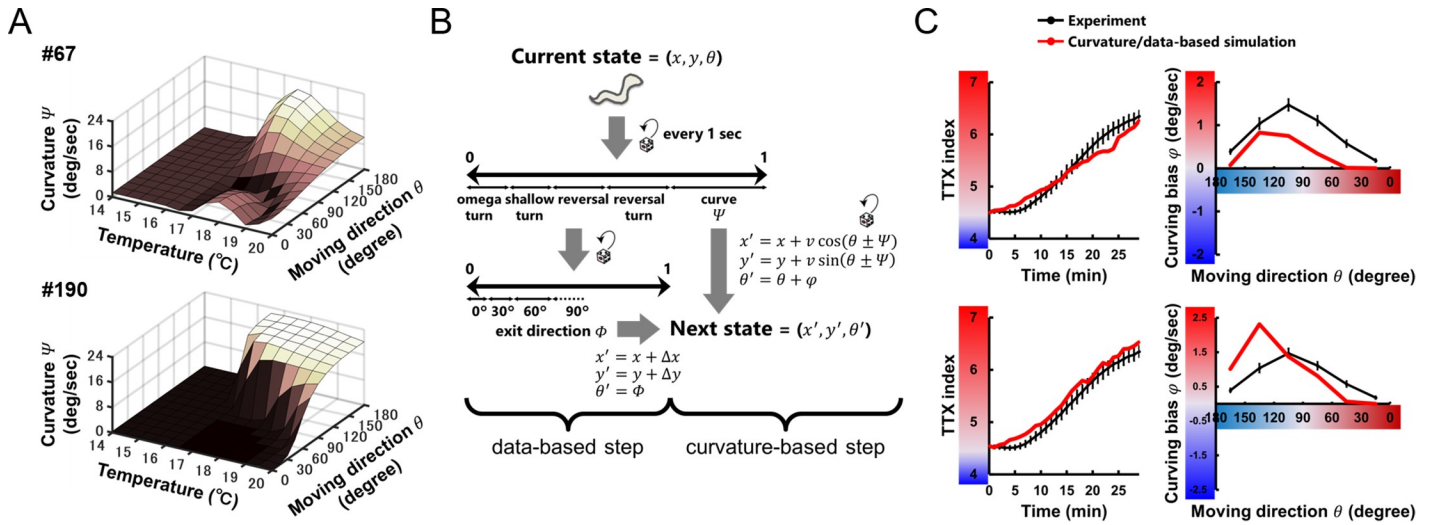 A
#67
Curvature Ψ
(deg/sec)
24
16
8
0
14
15
16
17
18
19
20
Temperature (℃)
0
30
60
90
120
150
180
Moving direction θ
(degree)
#190
Curvature Ψ
(deg/sec)
24
16
8
0
14
15
16
17
18
19
20
Temperature (℃)
0
30
60
90
120
150
180
Moving direction θ
(degree)
B
Current state = (x, y, θ)
every 1 sec
0 1
omega turn
shallow turn
reversal
reversal turn
curve Ψ
x′ = x + v cos(θ ± Ψ)
y′ = y + v sin(θ ± Ψ)
θ′ = θ + φ
0 1
0° 30° 60° 90°
exit direction Φ
Next state = (x′, y′, θ′)
x′ = x + Δx
y′ = y + Δy
θ′ = Φ
data-based step
curvature-based step
C
Experiment
Curvature/data-based simulation
TTX index
7
6
5
4
0 5 10 15 20 25
Time (min)
Curving bias φ (deg/sec)
2
1
0
-1
-2
180 150 120 90 60 30 0
Moving direction θ (degree)
TTX index
7
6
5
4
0 5 10 15 20 25
Time (min)
Curving bias φ (deg/sec)
2.5
1.5
0.5
-0.5
-1.5
-2.5
180 150 120 90 60 30 0
Moving direction θ (degree)